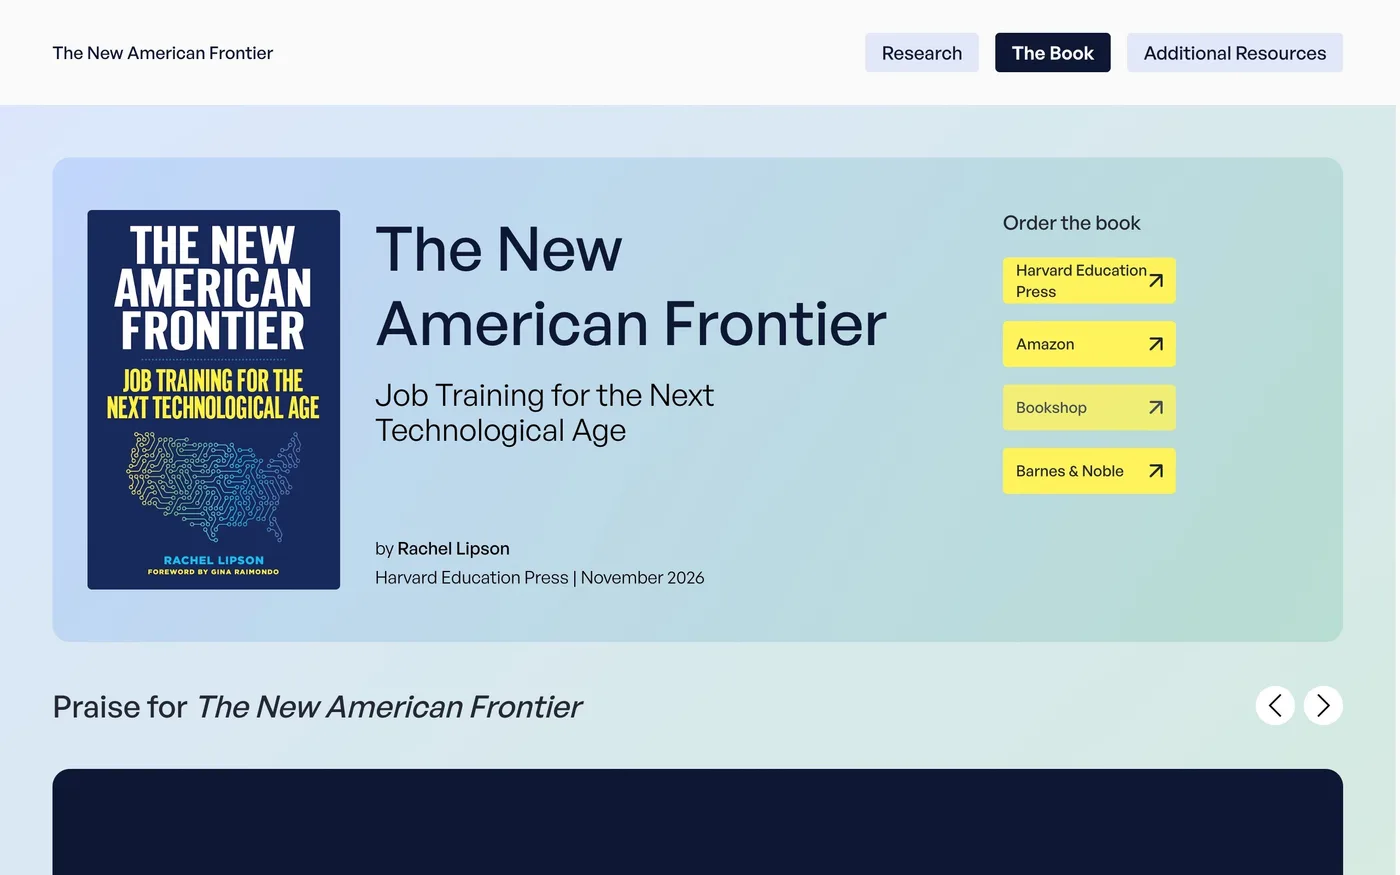 The New American Frontier
Research
The Book
Additional Resources
THE NEW
AMERICAN
FRONTIER
JOB TRAINING FOR THE
NEXT TECHNOLOGICAL AGE
RACHEL LIPSON
FOREWORD BY GINA RAIMONDO
The New
American Frontier
Job Training for the Next
Technological Age
by Rachel Lipson
Harvard Education Press | November 2026
Order the book
Harvard Education
Press
Amazon
Bookshop
Barnes & Noble
Praise for The New American Frontier